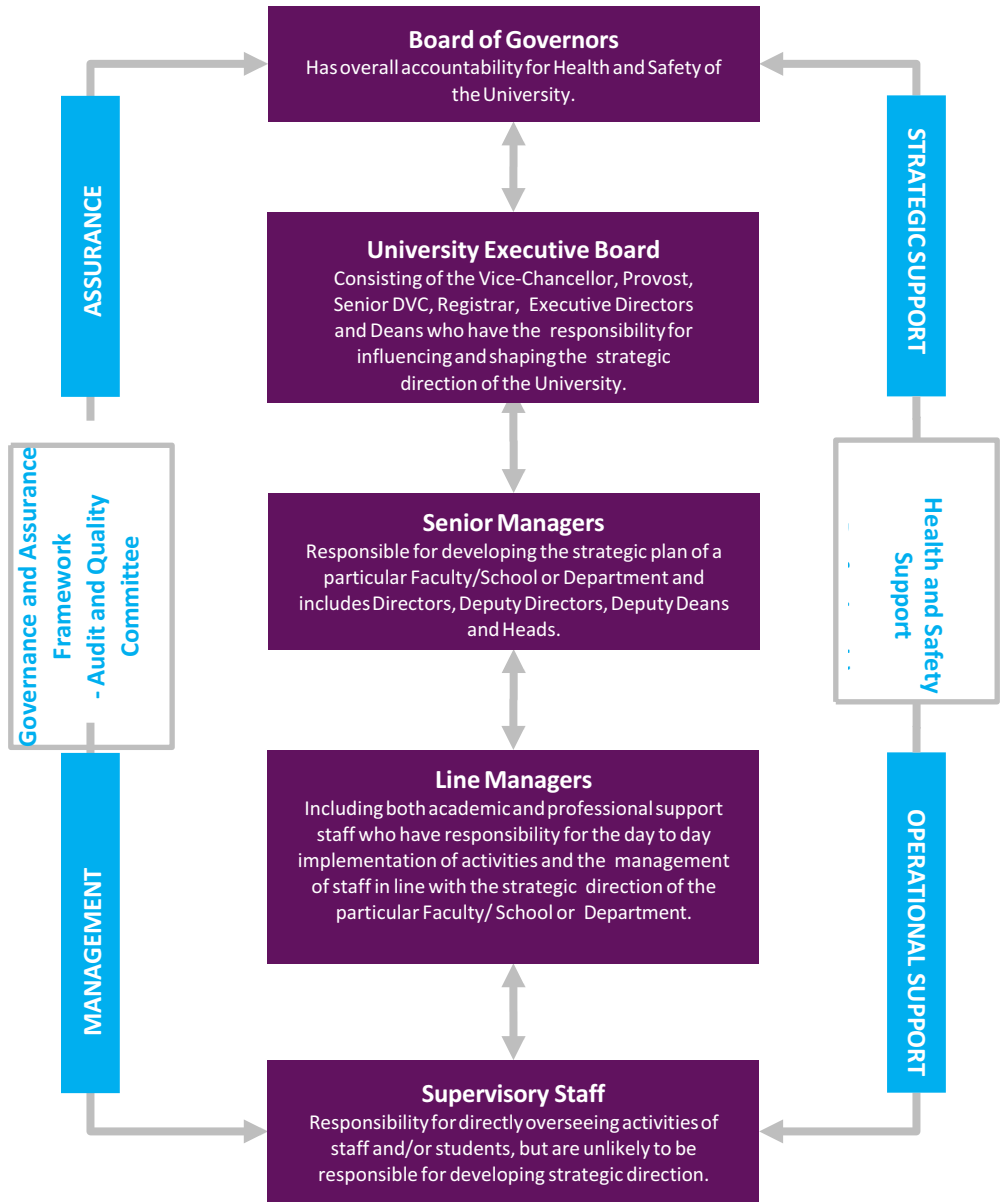 Board of Governors
Has overall accountability for Health and Safety of
the University.
ASSURANCE
STRATEGIC SUPPORT
University Executive Board
Consisting of the Vice-Chancellor, Provost,
Senior DVC, Registrar, Executive Directors
and Deans who have the responsibility for
influencing and shaping the strategic
direction of the University.
Governance and Assurance
Framework
- Audit and Quality
Committee
Health and Safety
Support
Senior Managers
Responsible for developing the strategic plan of a
particular Faculty/School or Department and
includes Directors, Deputy Directors, Deputy Deans
and Heads.
Line Managers
Including both academic and professional support
staff who have responsibility for the day to day
implementation of activities and the management
of staff in line with the strategic direction of the
particular Faculty/ School or Department.
MANAGEMENT
OPERATIONAL SUPPORT
Supervisory Staff
Responsibility for directly overseeing activities of
staff and/or students, but are unlikely to be
responsible for developing strategic direction.